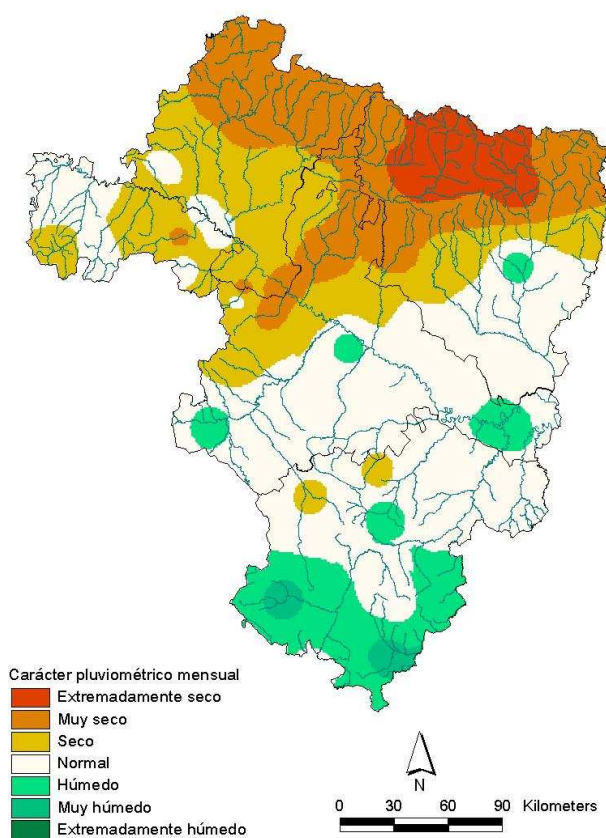 Carácter pluviométrico mensual
Extremadamente seco
Muy seco
Seco
Normal
Húmedo
Muy húmedo
Extremadamente húmedo
N
0 30 60 90 Kilometers